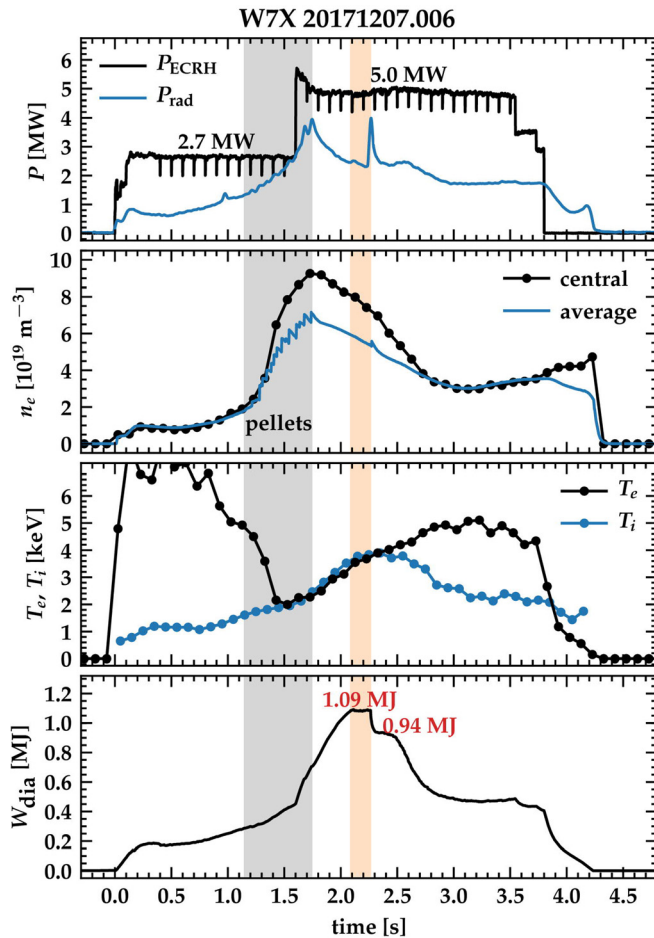 W7X 20171207.006
P_ECRH
P_rad
2.7 MW
5.0 MW
P [MW]
6
5
4
3
2
1
0
central
average
pellets
n_e [10^19 m^−3]
10
8
6
4
2
0
T_e
T_i
T_e, T_i [keV]
6
5
4
3
2
1
0
1.09 MJ
0.94 MJ
W_dia [MJ]
1.2
1.0
0.8
0.6
0.4
0.2
0.0
0.0 0.5 1.0 1.5 2.0 2.5 3.0 3.5 4.0 4.5
time [s]